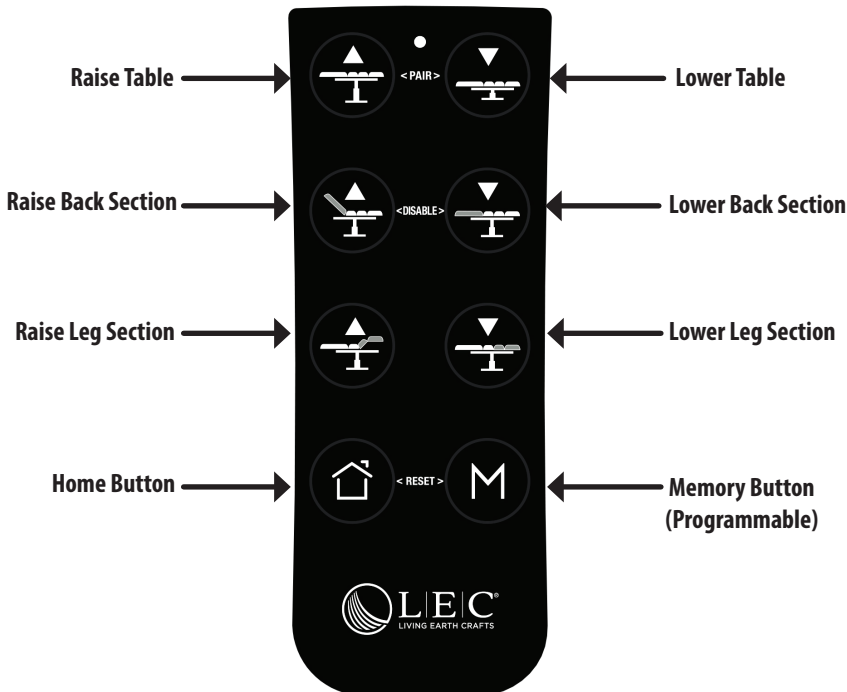 Raise Table
< PAIR >
Lower Table
Raise Back Section
<DISABLE>
Lower Back Section
Raise Leg Section
Lower Leg Section
Home Button
< RESET >
M
Memory Button
(Programmable)
L|E|C®
LIVING EARTH CRAFTS